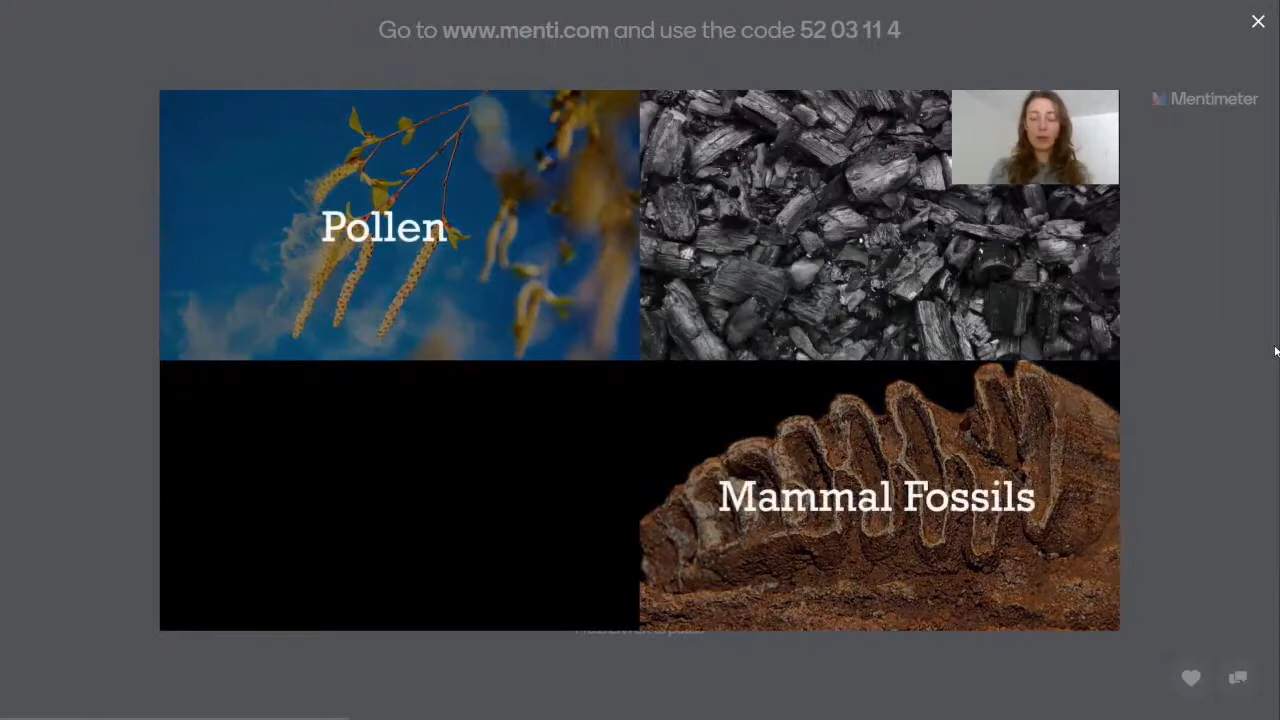 Go to www.menti.com and use the code 52 03 11 4
Mentimeter
Pollen
Mammal Fossils